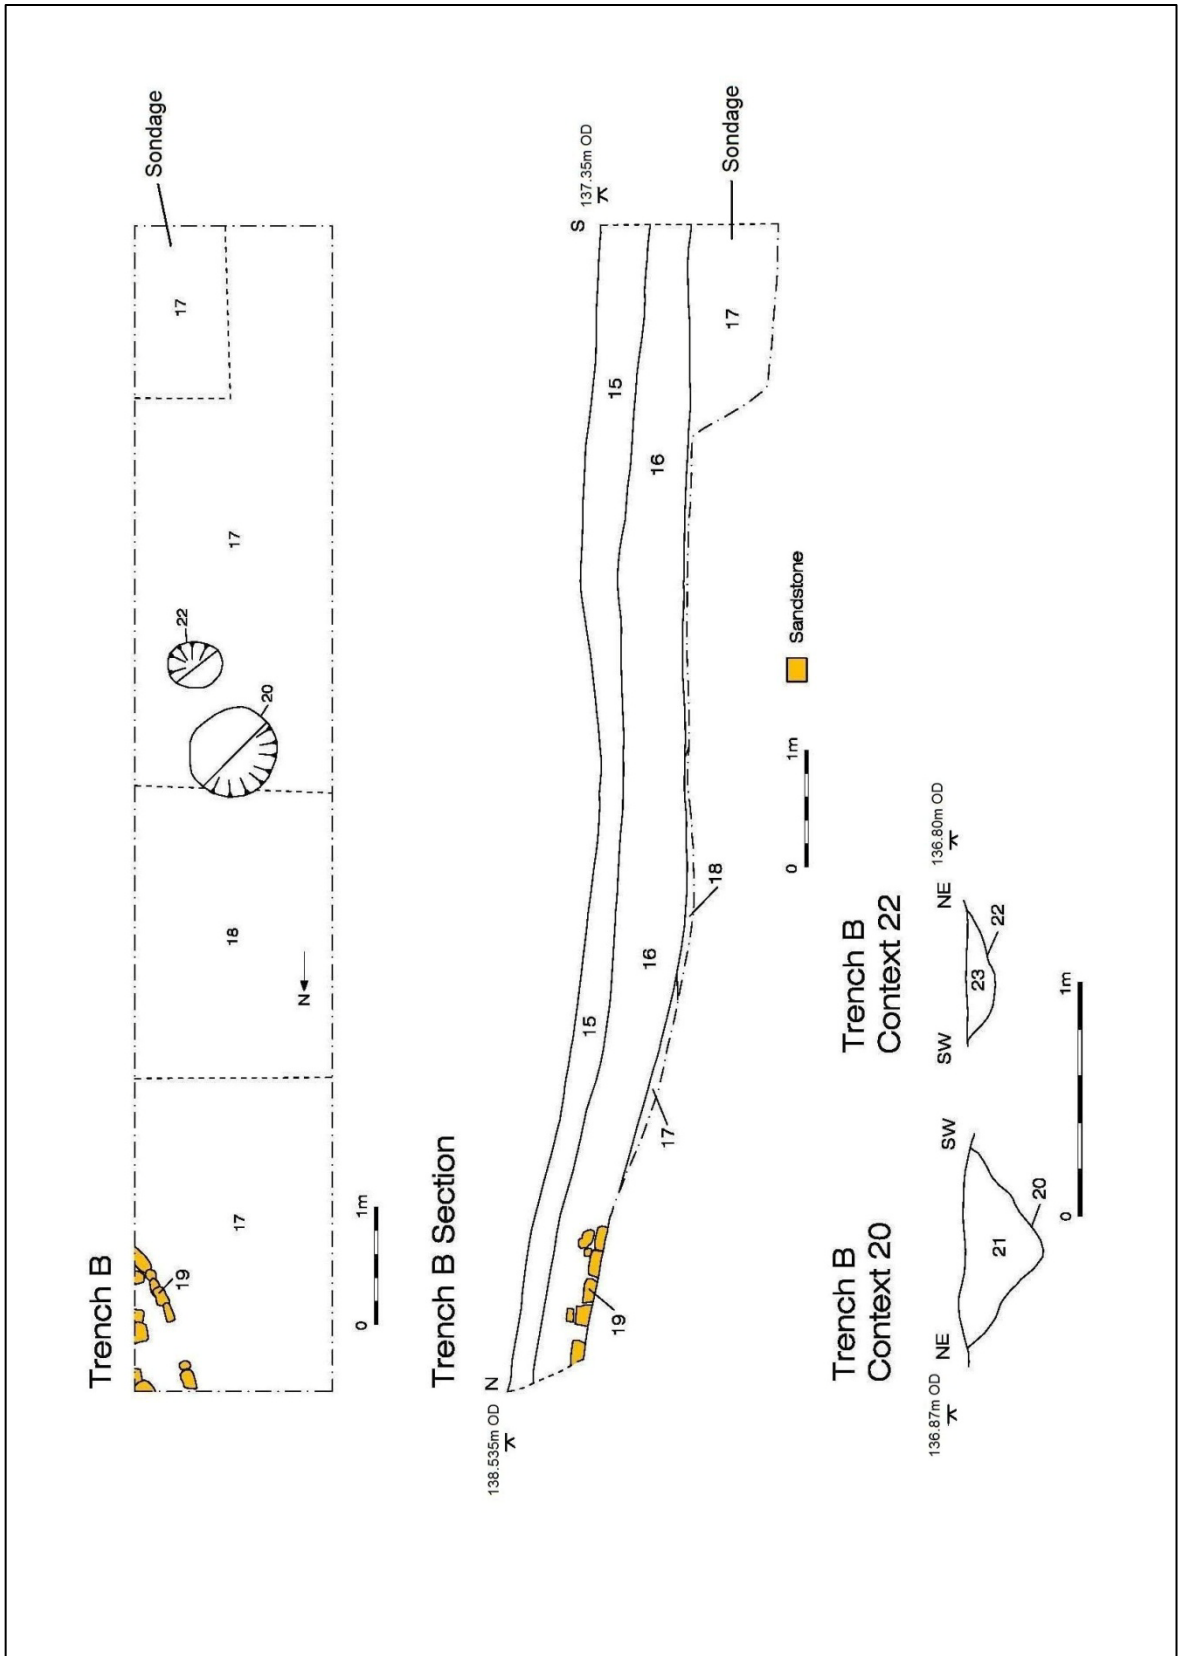 Trench B
19
17
18
N
20
22
17
17
Sondage
0 1m
Trench B Section
N
138.535m OD
S
137.35m OD
15
15
16
16
17
18
19
17
Sondage
0 1m
Sandstone
Trench B
Context 20
NE
SW
136.87m OD
21
20
Trench B
Context 22
SW
NE
136.80m OD
23
22
0 1m